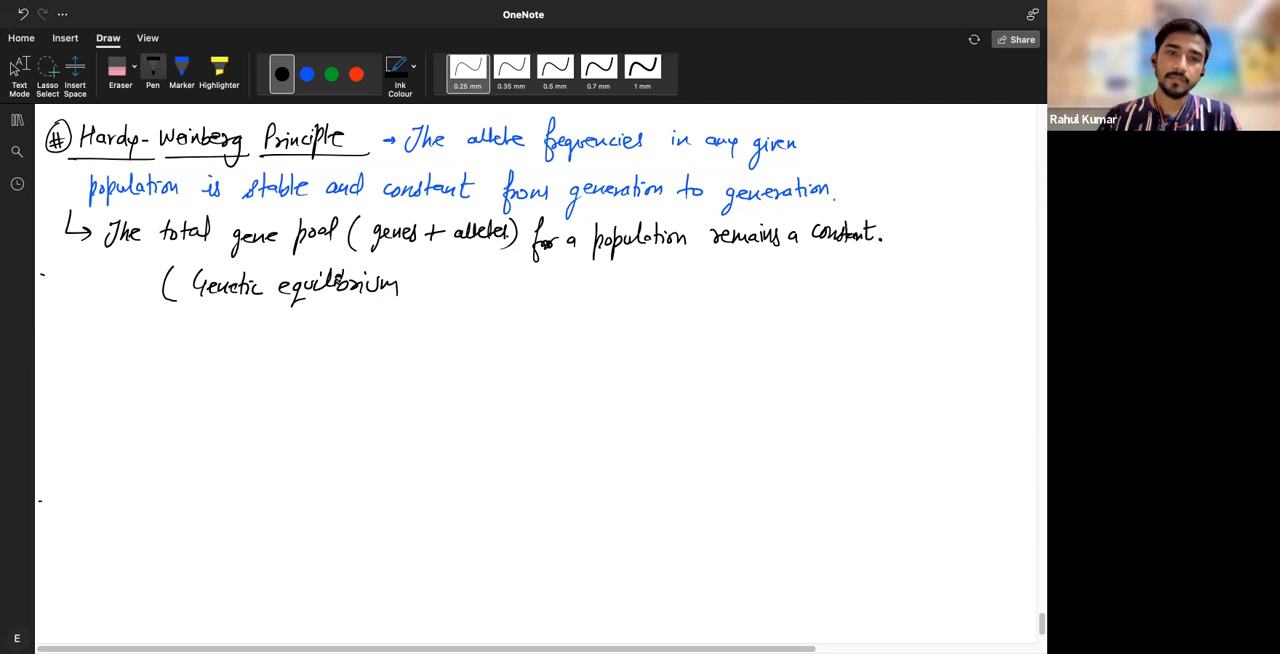 OneNote
Home Insert Draw View
Share
Text Mode
Lasso Select
Insert Space
Eraser
Pen
Marker
Highlighter
Ink Colour
0.25 mm
0.35 mm
0.5 mm
0.7 mm
1 mm
Rahul Kumar
# Hardy-Weinberg Principle → The allele frequencies in any given
population is stable and constant from generation to generation.
↳ The total gene pool (genes + alleles) for a population remains a constant.
( Genetic equilibrium
E